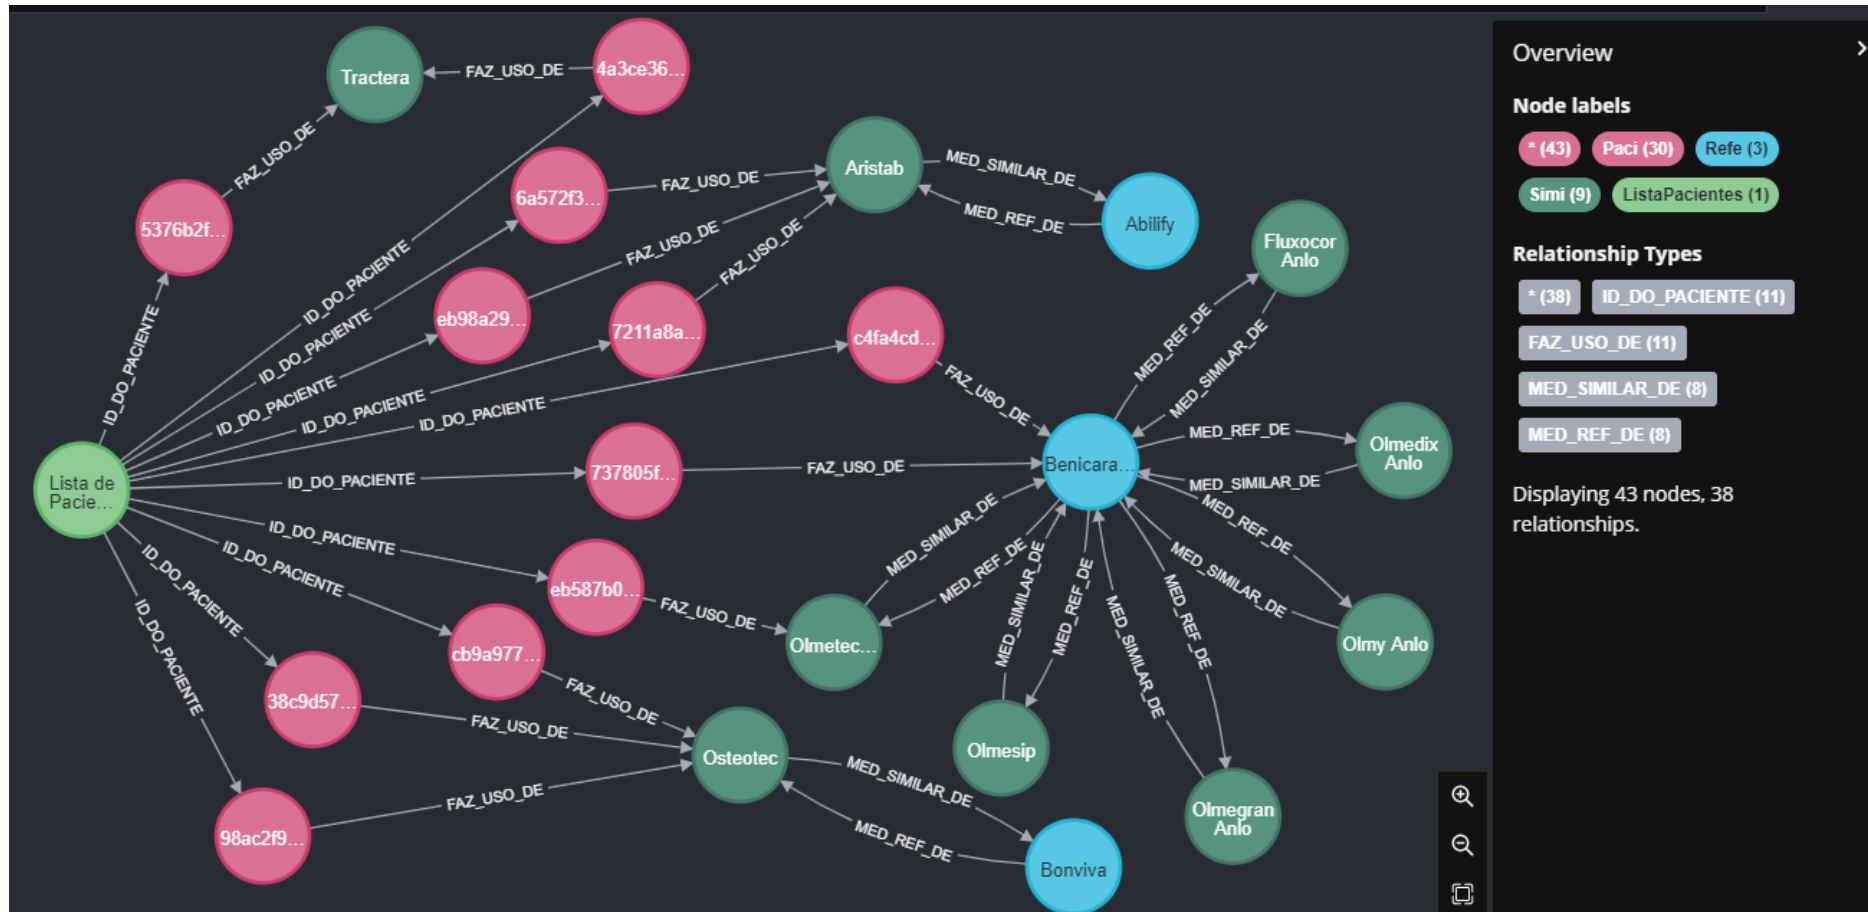 Tractera
FAZ_USO_DE
4a3ce36...
FAZ_USO_DE
5376b2f...
ID_DO_PACIENTE
ID_DO_PACIENTE
6a572f3...
FAZ_USO_DE
Aristab
MED_SIMILAR_DE
MED_REF_DE
Abilify
ID_DO_PACIENTE
eb98a29...
FAZ_USO_DE
ID_DO_PACIENTE
7211a8a...
FAZ_USO_DE
ID_DO_PACIENTE
c4fa4cd...
FAZ_USO_DE
ID_DO_PACIENTE
Fluxocor
Anlo
MED_REF_DE
MED_SIMILAR_DE
Lista de
Pacie...
ID_DO_PACIENTE
737805f...
FAZ_USO_DE
Benicara...
MED_REF_DE
MED_SIMILAR_DE
Olmedix
Anlo
ID_DO_PACIENTE
eb587b0...
FAZ_USO_DE
Olmetec...
MED_SIMILAR_DE
MED_REF_DE
MED_REF_DE
MED_SIMILAR_DE
Olmy Anlo
ID_DO_PACIENTE
cb9a977...
FAZ_USO_DE
MED_SIMILAR_DE
MED_REF_DE
Olmesip
MED_SIMILAR_DE
MED_REF_DE
Olmegran
Anlo
ID_DO_PACIENTE
38c9d57...
FAZ_USO_DE
Osteotec
ID_DO_PACIENTE
98ac2f9...
FAZ_USO_DE
MED_SIMILAR_DE
MED_REF_DE
Bonviva
Overview
Node labels
* (43) Paci (30) Refe (3)
Simi (9) ListaPacientes (1)
Relationship Types
* (38) ID_DO_PACIENTE (11)
FAZ_USO_DE (11)
MED_SIMILAR_DE (8)
MED_REF_DE (8)
Displaying 43 nodes, 38
relationships.